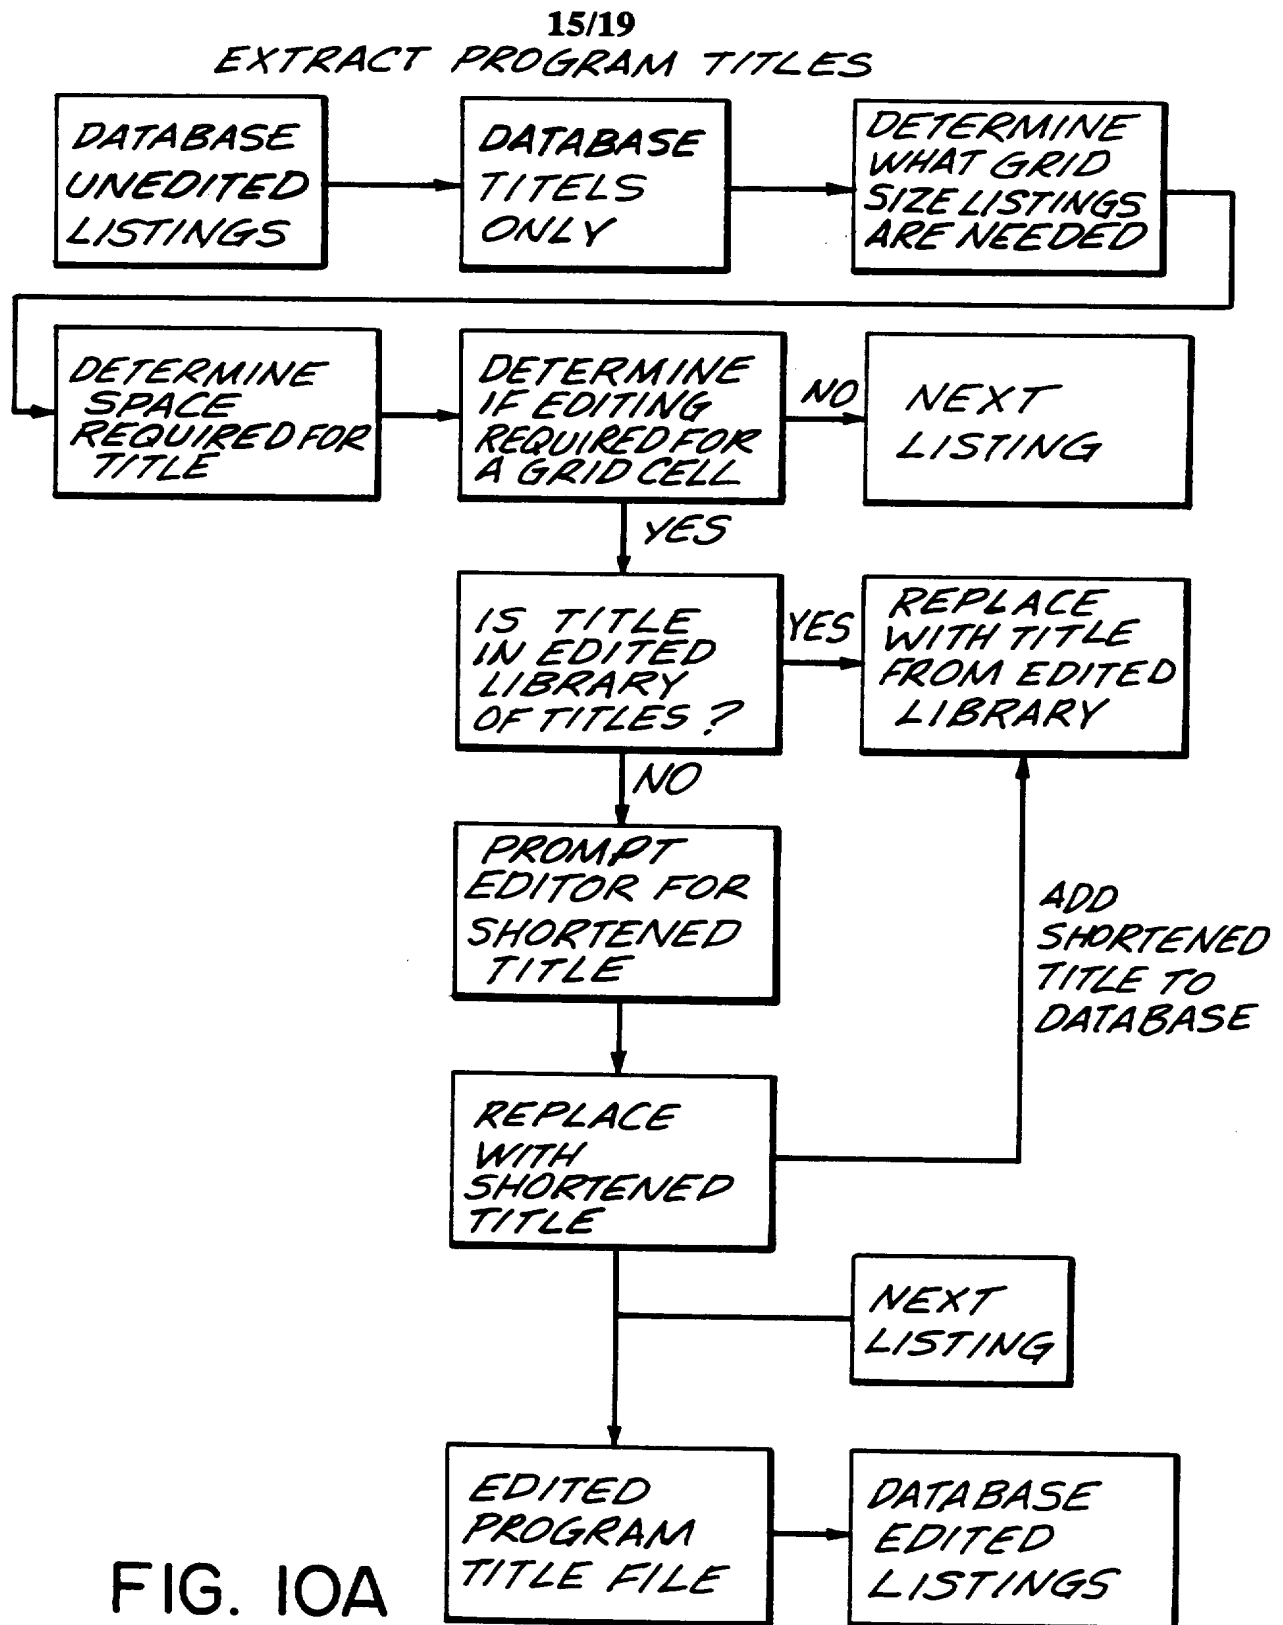 15/19
EXTRACT PROGRAM TITLES
DATABASE
UNEDITED
LISTINGS
DATABASE
TITELS
ONLY
DETERMINE
WHAT GRID
SIZE LISTINGS
ARE NEEDED
DETERMINE
SPACE
REQUIRED FOR
TITLE
DETERMINE
IF EDITING
REQUIRED FOR
A GRID CELL
NO
NEXT
LISTING
YES
IS TITLE
IN EDITED
LIBRARY
OF TITLES?
YES
REPLACE
WITH TITLE
FROM EDITED
LIBRARY
NO
PROMPT
EDITOR FOR
SHORTENED
TITLE
ADD
SHORTENED
TITLE TO
DATABASE
REPLACE
WITH
SHORTENED
TITLE
NEXT
LISTING
EDITED
PROGRAM
TITLE FILE
DATABASE
EDITED
LISTINGS
FIG. 10A